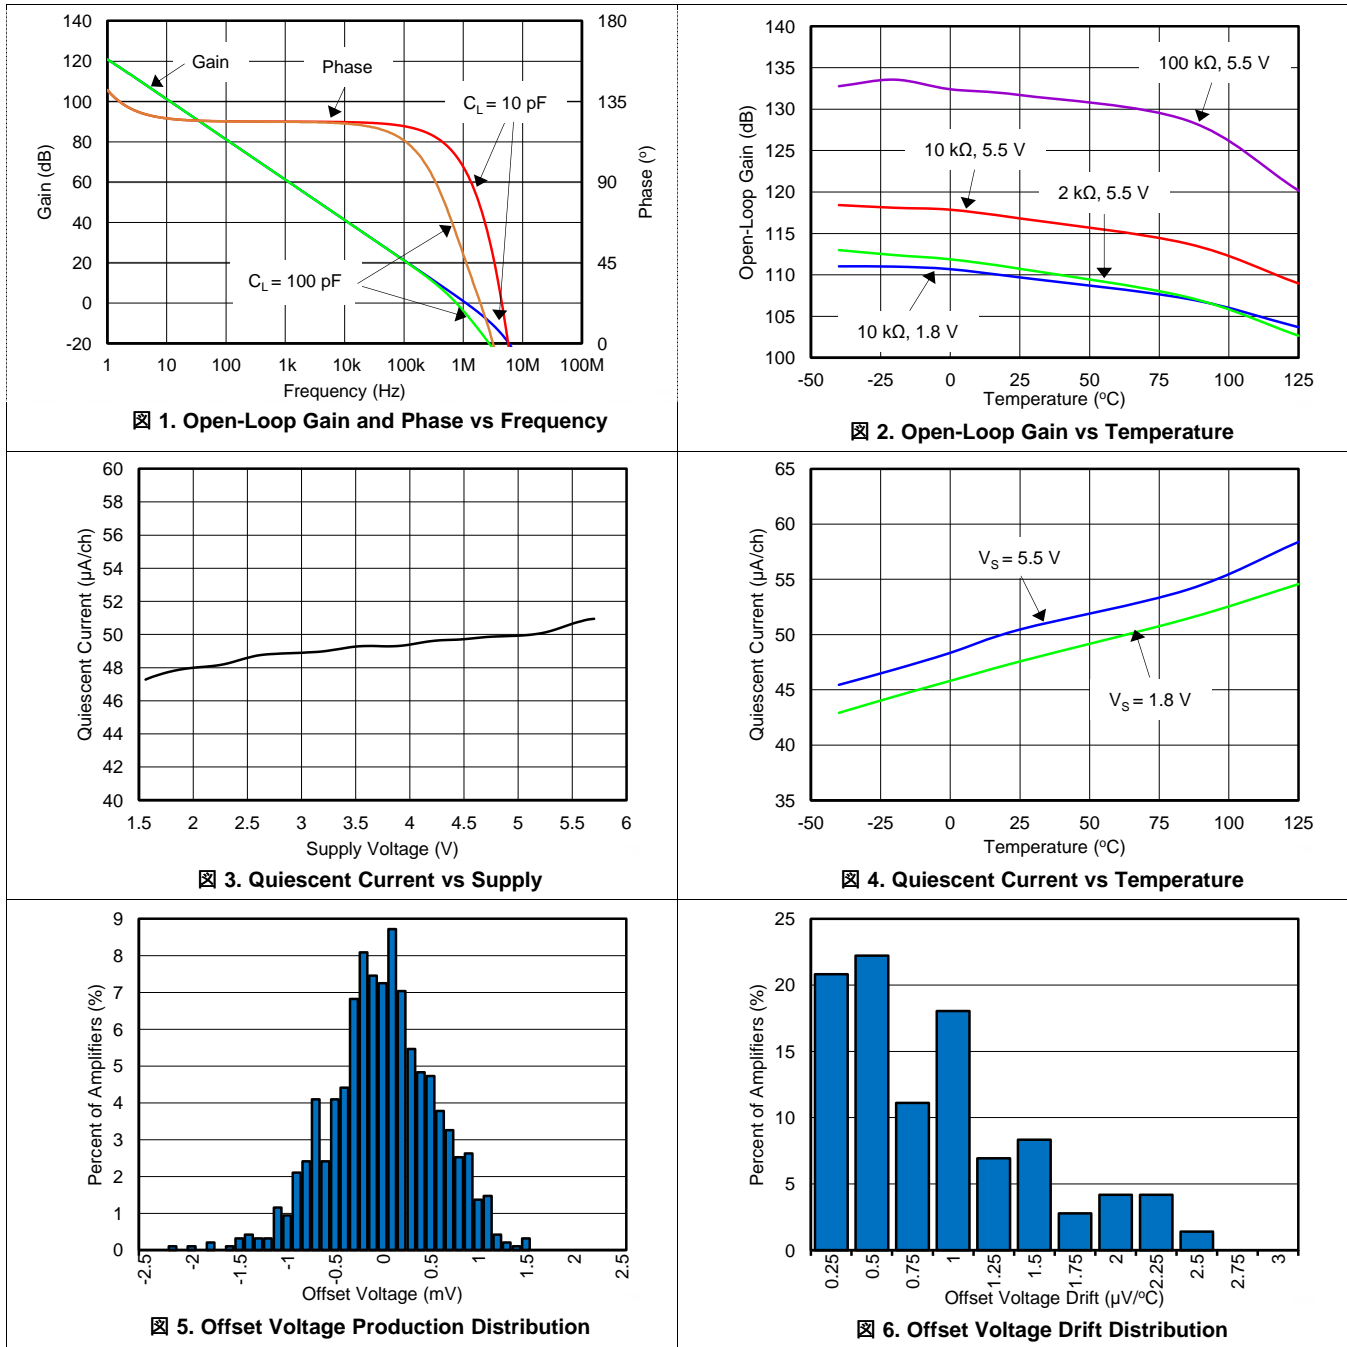 140
120
100
80
60
40
20
0
-20
180
135
90
45
0
Gain (dB)
Phase (º)
Gain
Phase
CL = 10 pF
CL = 100 pF
1 10 100 1k 10k 100k 1M 10M 100M
Frequency (Hz)
図 1. Open-Loop Gain and Phase vs Frequency
140
135
130
125
120
115
110
105
100
Open-Loop Gain (dB)
100 kΩ, 5.5 V
10 kΩ, 5.5 V
2 kΩ, 5.5 V
10 kΩ, 1.8 V
-50 -25 0 25 50 75 100 125
Temperature (ºC)
図 2. Open-Loop Gain vs Temperature
60
58
56
54
52
50
48
46
44
42
40
Quiescent Current (µA/ch)
1.5 2 2.5 3 3.5 4 4.5 5 5.5 6
Supply Voltage (V)
図 3. Quiescent Current vs Supply
65
60
55
50
45
40
35
Quiescent Current (µA/ch)
VS = 5.5 V
VS = 1.8 V
-50 -25 0 25 50 75 100 125
Temperature (ºC)
図 4. Quiescent Current vs Temperature
9
8
7
6
5
4
3
2
1
0
Percent of Amplifiers (%)
-2.5 -2 -1.5 -1 -0.5 0 0.5 1 1.5 2 2.5
Offset Voltage (mV)
図 5. Offset Voltage Production Distribution
25
20
15
10
5
0
Percent of Amplifiers (%)
0.25 0.5 0.75 1 1.25 1.5 1.75 2 2.25 2.5 2.75 3
Offset Voltage Drift (µV/ºC)
図 6. Offset Voltage Drift Distribution